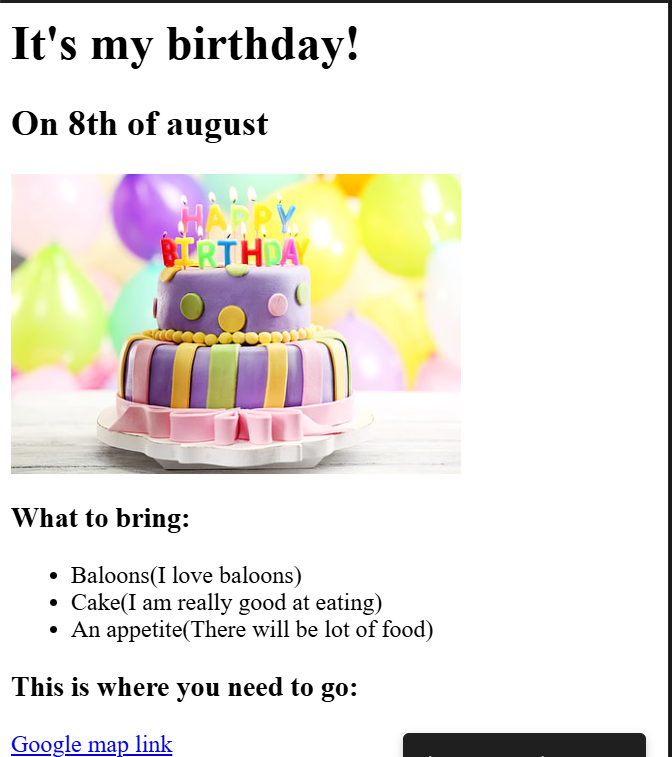 It's my birthday!
On 8th of august
HAPPY
BIRTHDAY
What to bring:
Baloons(I love baloons)
Cake(I am really good at eating)
An appetite(There will be lot of food)
This is where you need to go:
Google map link